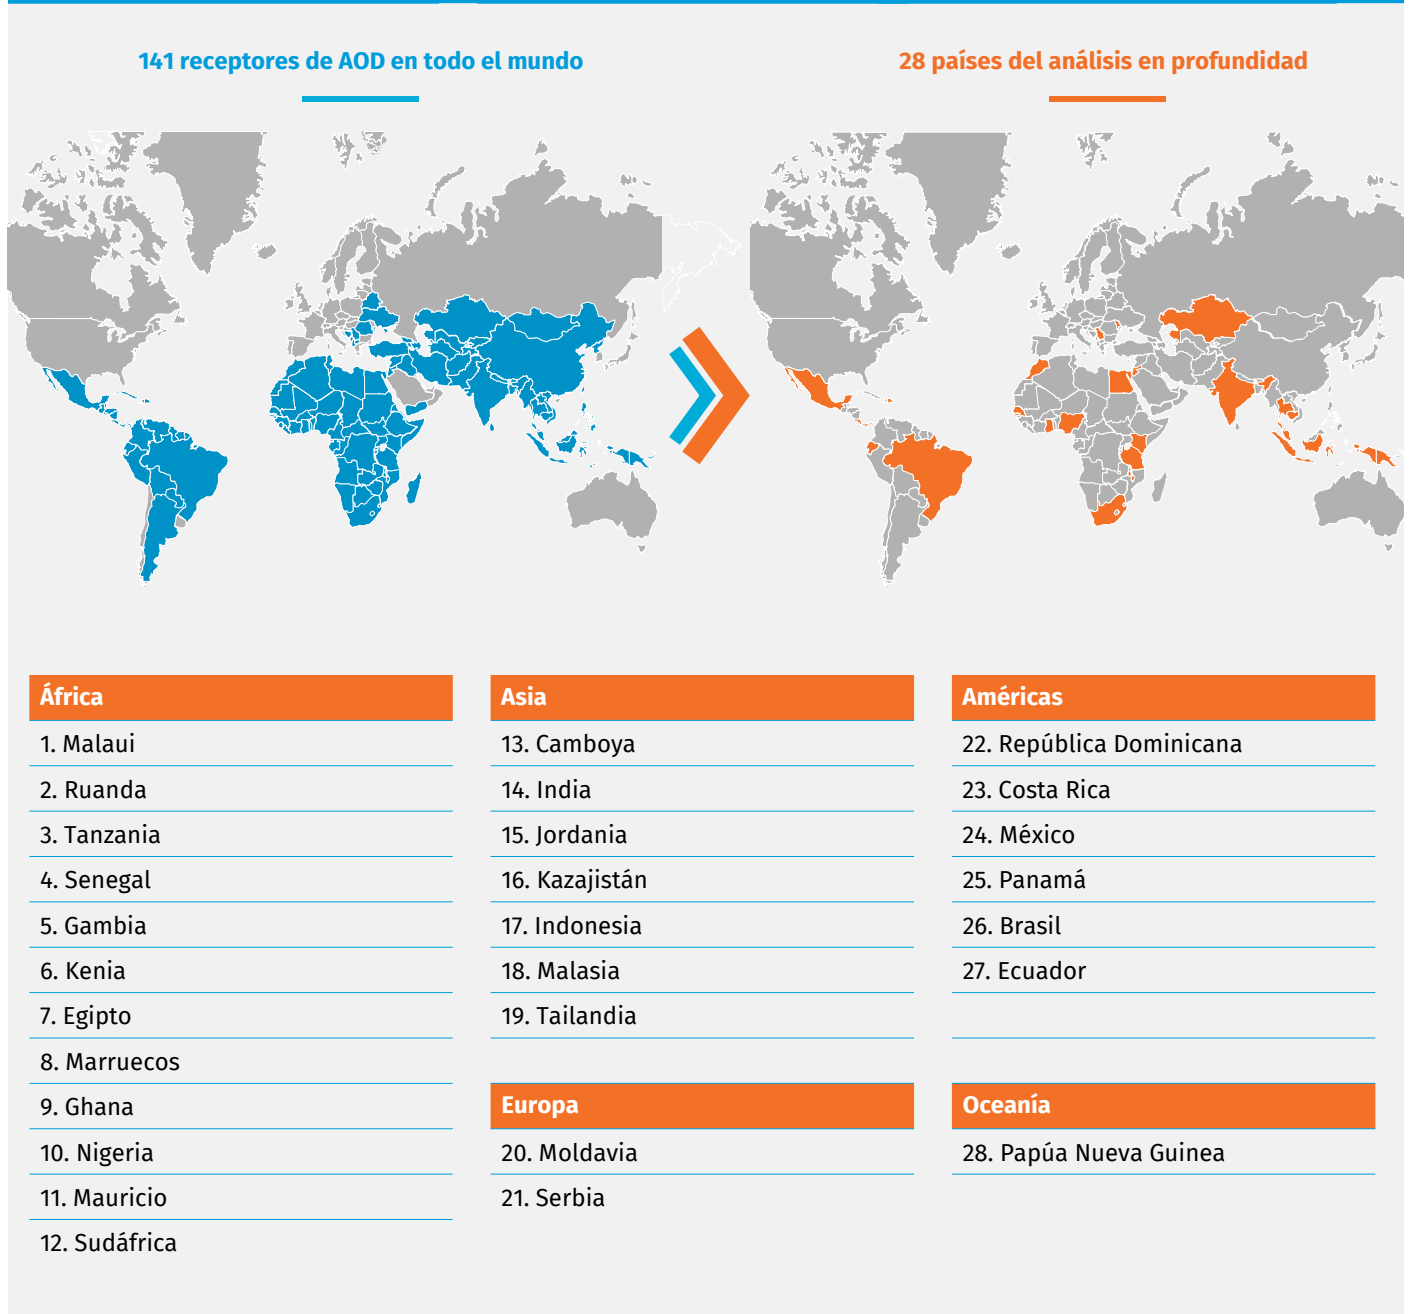 141 receptores de AOD en todo el mundo
28 países del análisis en profundidad
África
1. Malaui
2. Ruanda
3. Tanzania
4. Senegal
5. Gambia
6. Kenia
7. Egipto
8. Marruecos
9. Ghana
10. Nigeria
11. Mauricio
12. Sudáfrica
Asia
13. Camboya
14. India
15. Jordania
16. Kazajistán
17. Indonesia
18. Malasia
19. Tailandia
Europa
20. Moldavia
21. Serbia
Américas
22. República Dominicana
23. Costa Rica
24. México
25. Panamá
26. Brasil
27. Ecuador
Oceanía
28. Papúa Nueva Guinea